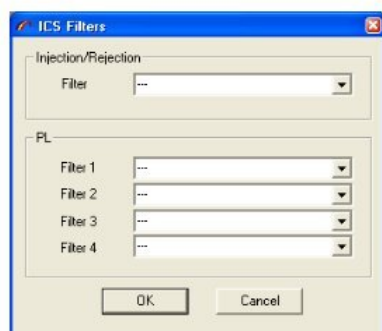 ICS Filters
Injection/Rejection
Filter ---
PL
Filter 1 ---
Filter 2 ---
Filter 3 ---
Filter 4 ---
OK Cancel